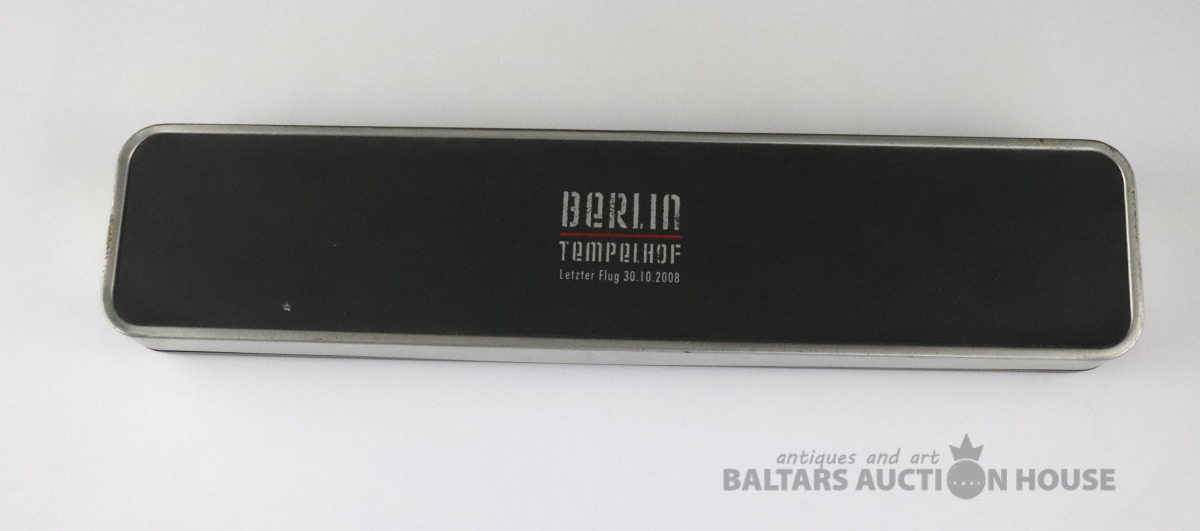 BERLIN
TEMPELHOF
Letzter Flug 30.10.2008
antiques and art
BALTARS AUCTION HOUSE